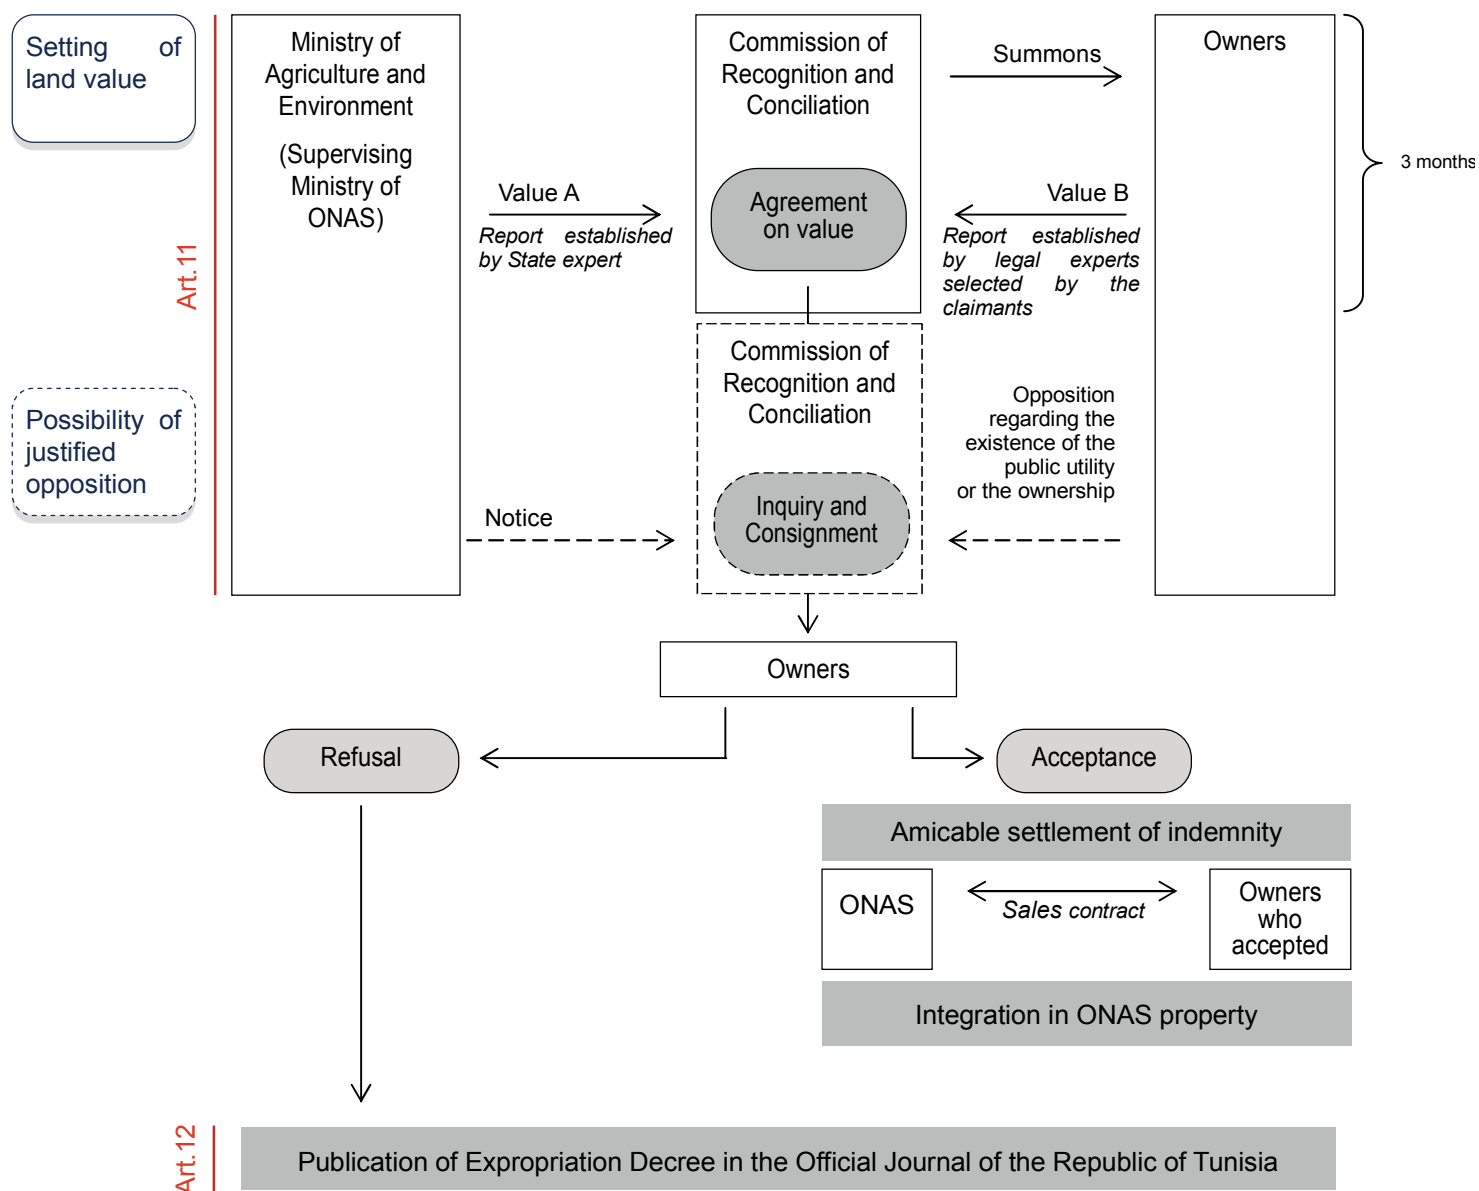 Setting of
land value
Ministry of
Agriculture and
Environment
(Supervising
Ministry of
ONAS)
Commission of
Recognition and
Conciliation
Summons
Owners
3 months
Value A
Report established
by State expert
Agreement
on value
Value B
Report established
by legal experts
selected by the
claimants
Art.11
Possibility of
justified
opposition
Commission of
Recognition and
Conciliation
Opposition
regarding the
existence of the
public utility
or the ownership
Notice
Inquiry and
Consignment
Owners
Refusal
Acceptance
Amicable settlement of indemnity
ONAS
Sales contract
Owners
who
accepted
Integration in ONAS property
Art.12
Publication of Expropriation Decree in the Official Journal of the Republic of Tunisia